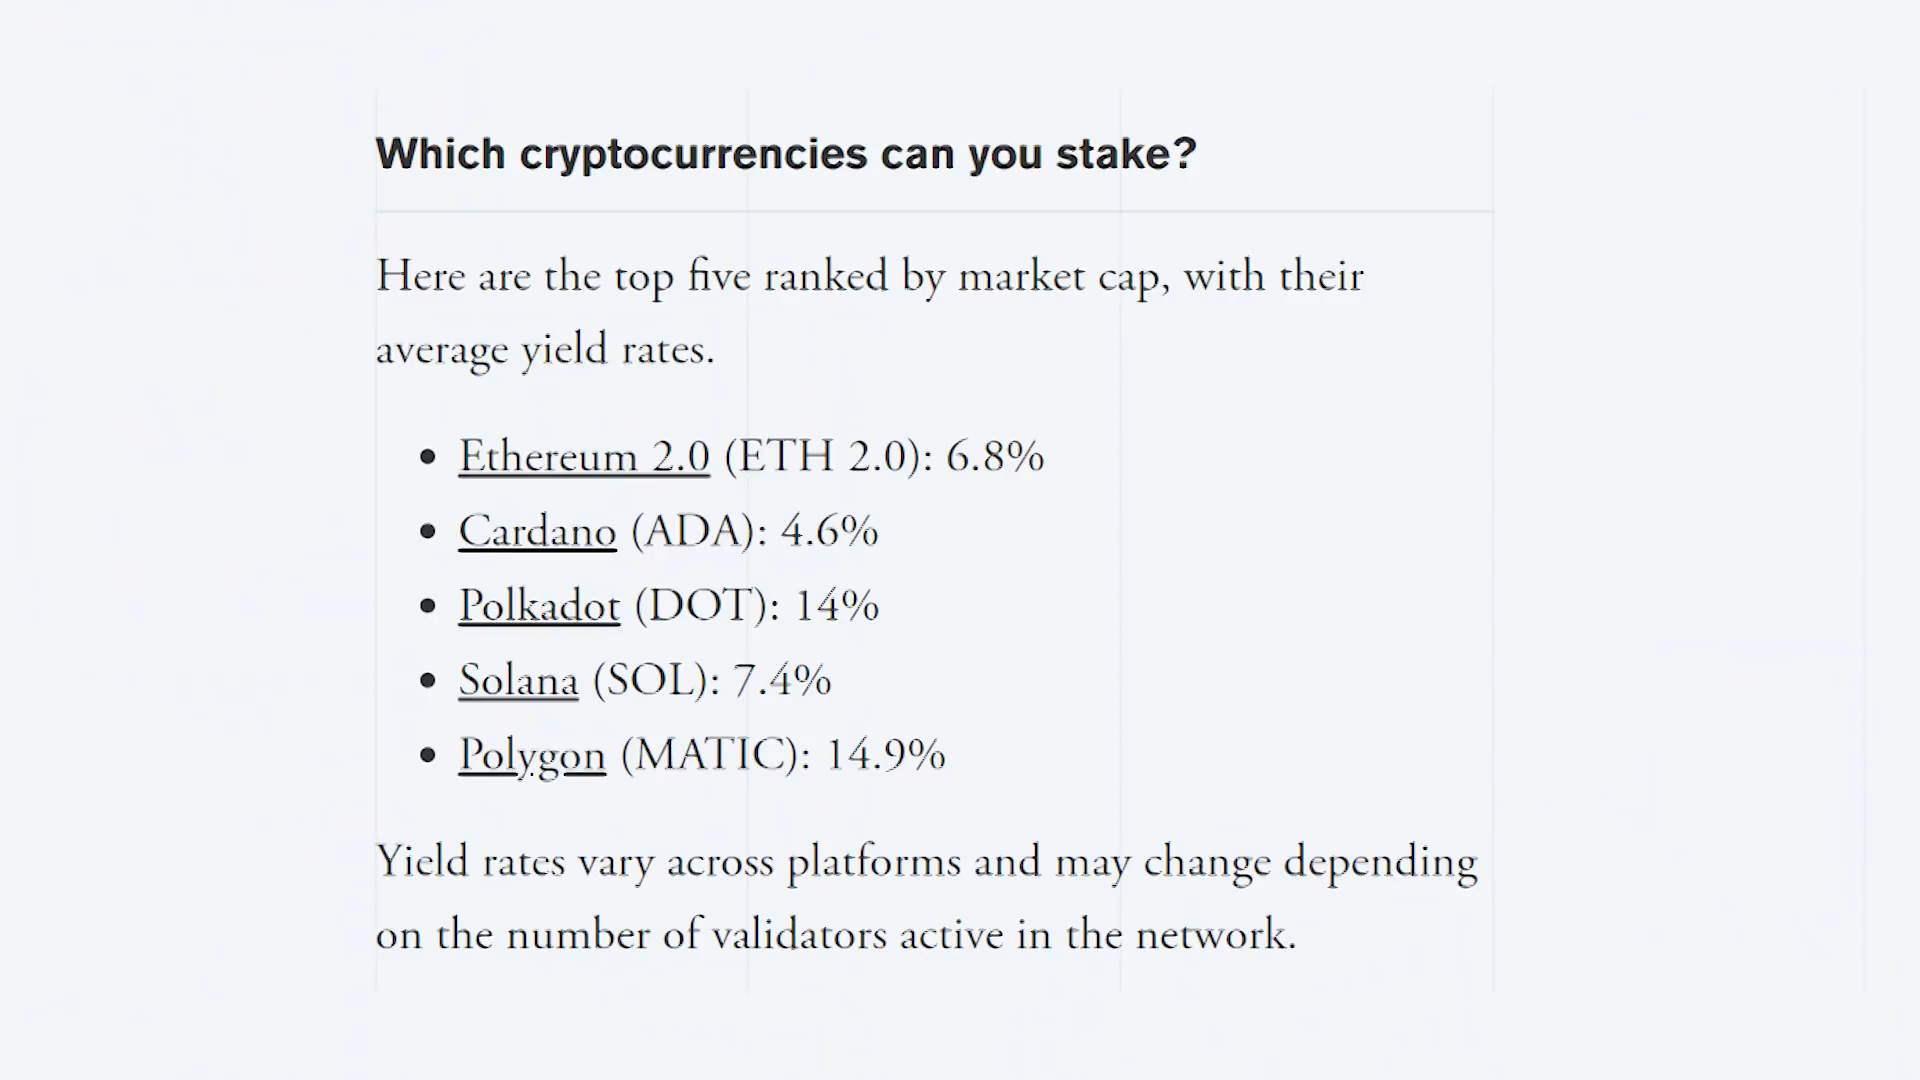 Which cryptocurrencies can you stake?
Here are the top five ranked by market cap, with their
average yield rates.
• Ethereum 2.0 (ETH 2.0): 6.8%
• Cardano (ADA): 4.6%
• Polkadot (DOT): 14%
• Solana (SOL): 7.4%
• Polygon (MATIC): 14.9%
Yield rates vary across platforms and may change depending
on the number of validators active in the network.